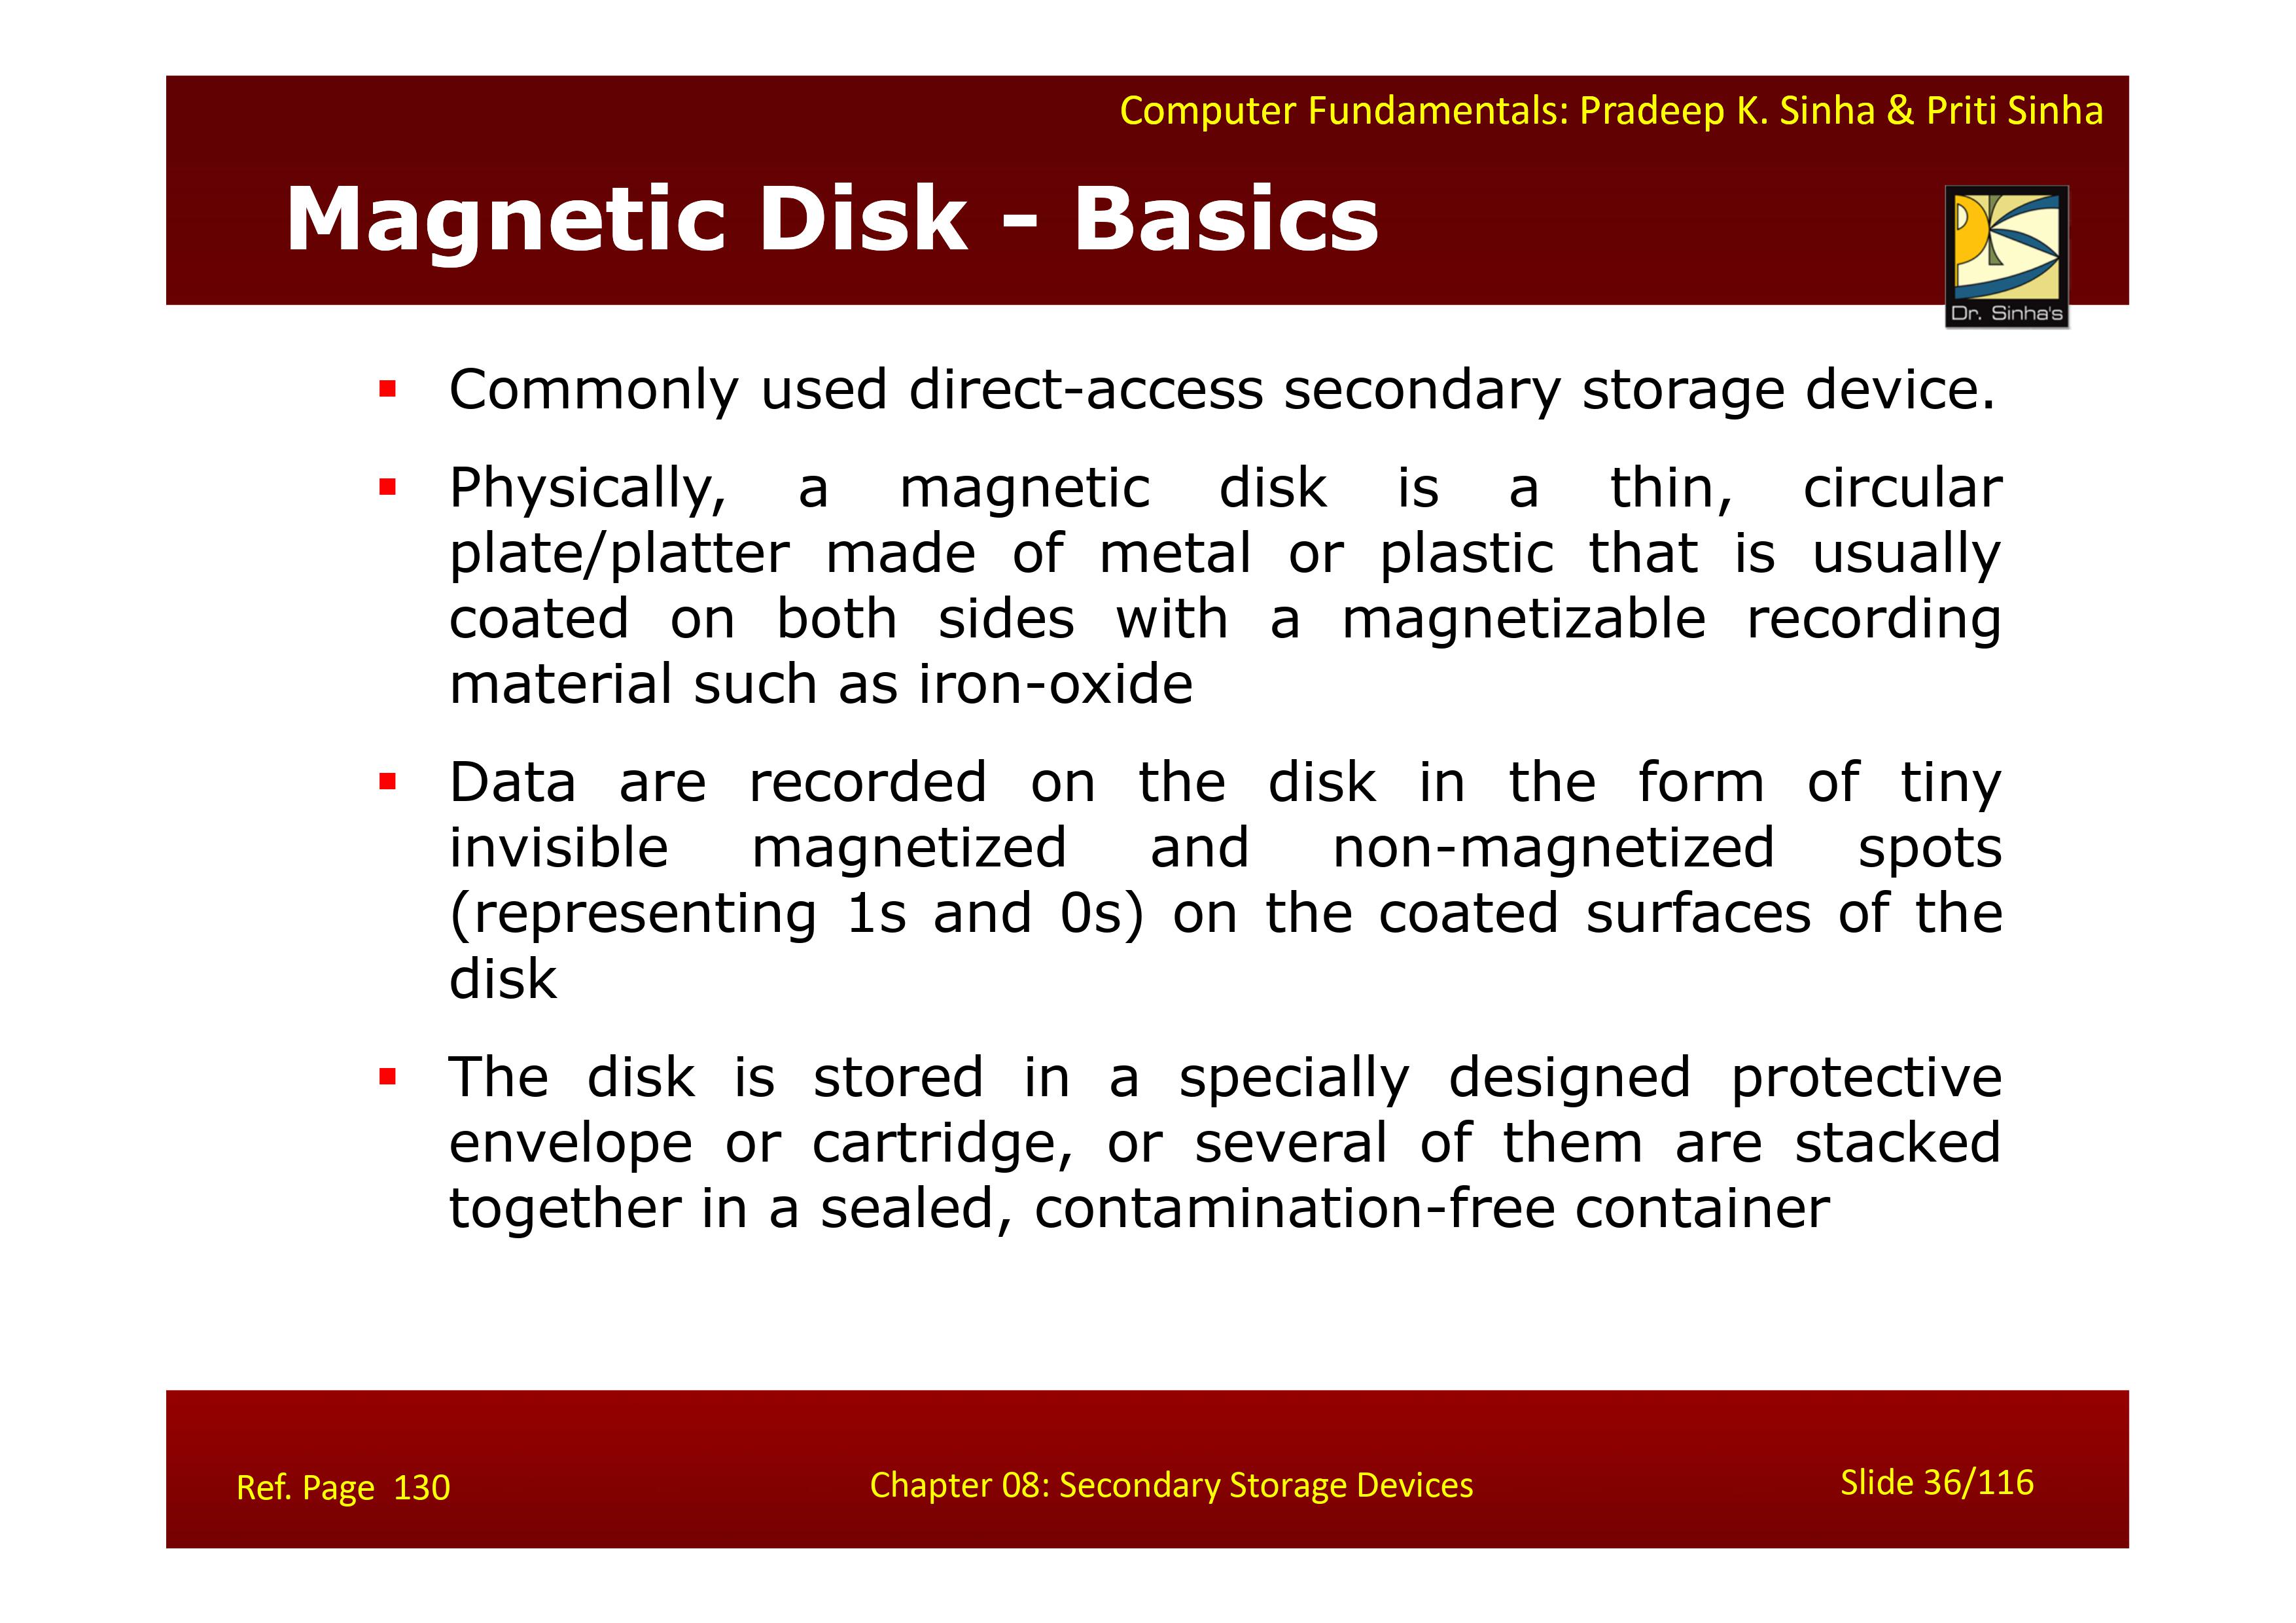 Computer Fundamentals: Pradeep K. Sinha & Priti Sinha
Magnetic Disk - Basics
Dr. Sinha's
▪ Commonly used direct-access secondary storage device.
▪ Physically, a magnetic disk is a thin, circular
plate/platter made of metal or plastic that is usually
coated on both sides with a magnetizable recording
material such as iron-oxide
▪ Data are recorded on the disk in the form of tiny
invisible magnetized and non-magnetized spots
(representing 1s and 0s) on the coated surfaces of the
disk
▪ The disk is stored in a specially designed protective
envelope or cartridge, or several of them are stacked
together in a sealed, contamination-free container
Ref. Page 130
Chapter 08: Secondary Storage Devices
Slide 36/116